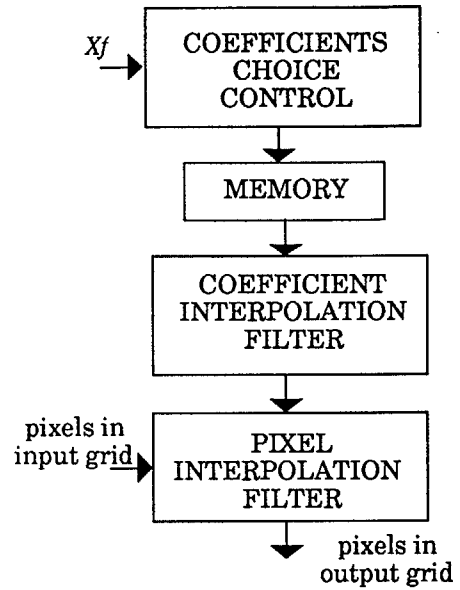 Xf
COEFFICIENTS
CHOICE
CONTROL
MEMORY
COEFFICIENT
INTERPOLATION
FILTER
pixels in
input grid
PIXEL
INTERPOLATION
FILTER
pixels in
output grid